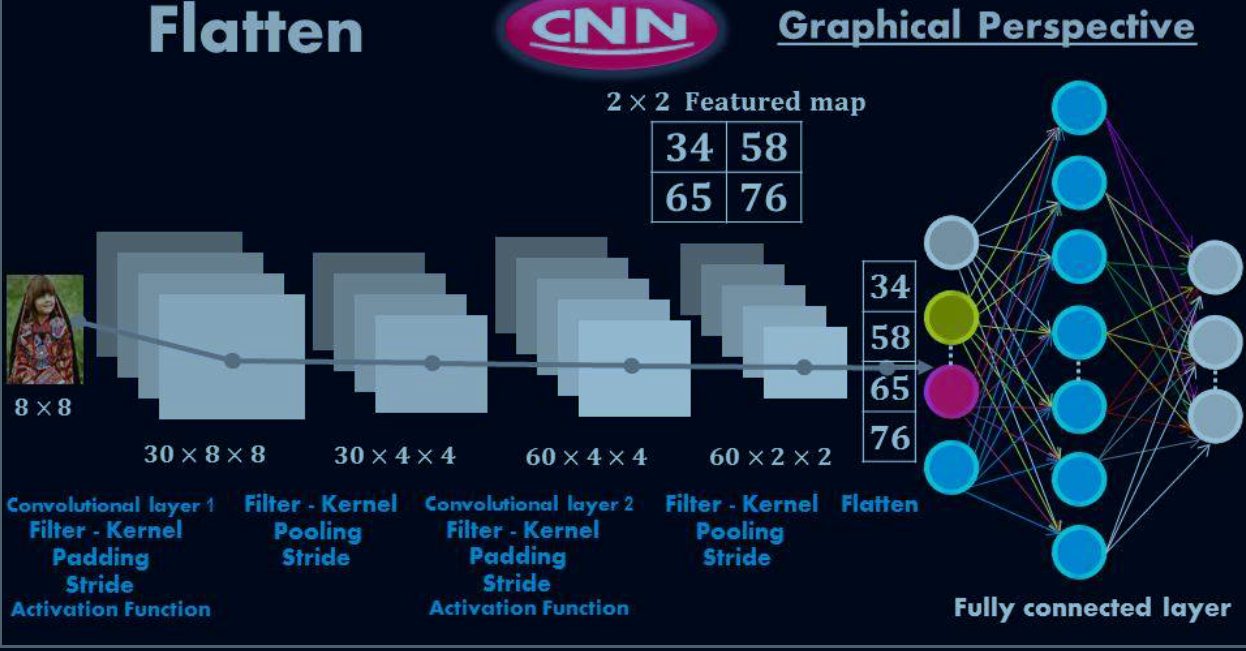 Flatten
CNN
Graphical Perspective
2 × 2 Featured map
34 58
65 76
34
58
65
76
8 × 8
30 × 8 × 8
30 × 4 × 4
60 × 4 × 4
60 × 2 × 2
Convolutional layer 1
Filter - Kernel
Padding
Stride
Activation Function
Filter - Kernel
Pooling
Stride
Convolutional layer 2
Filter - Kernel
Padding
Stride
Activation Function
Filter - Kernel
Pooling
Stride
Flatten
Fully connected layer